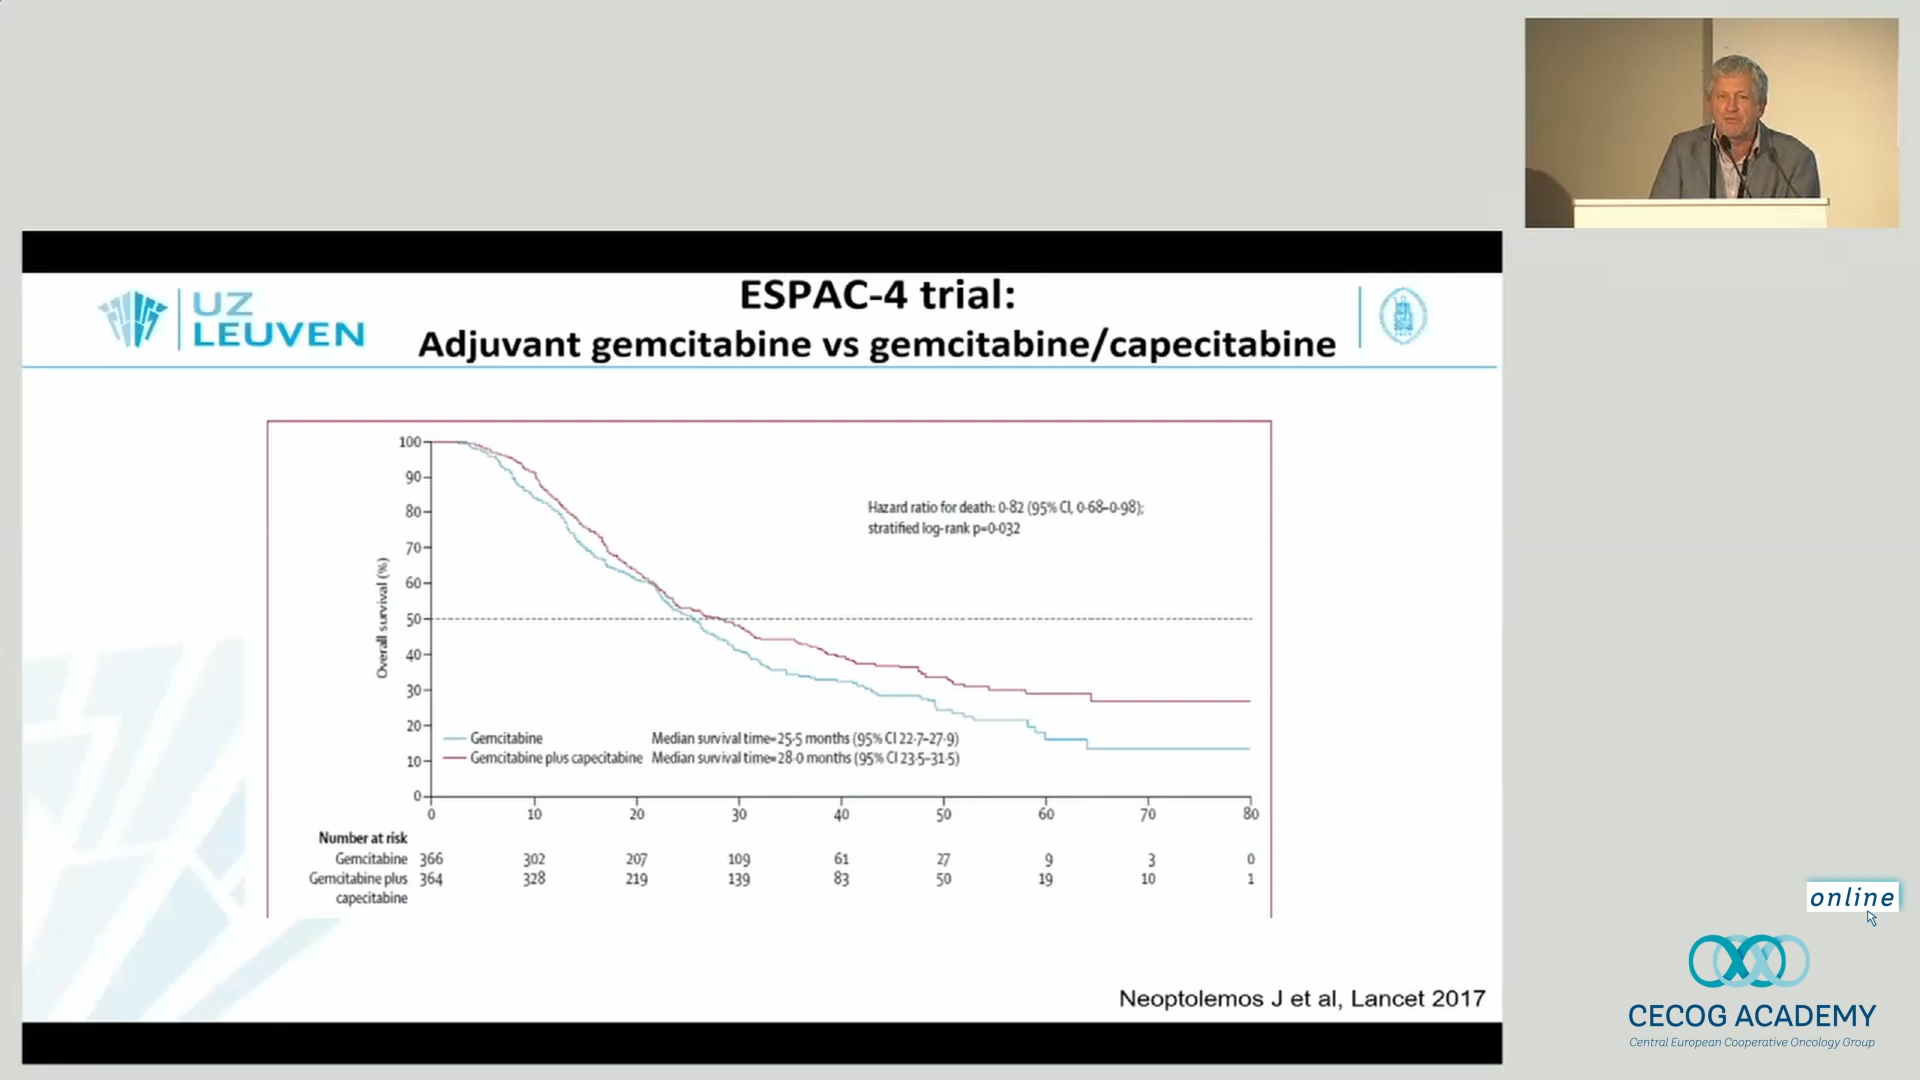 UZ
LEUVEN
ESPAC-4 trial:
Adjuvant gemcitabine vs gemcitabine/capecitabine
100
90
80
70
60
50
40
30
20
10
0
Overall survival (%)
Hazard ratio for death: 0·82 (95% CI, 0·68–0·98);
stratified log-rank p=0·032
Gemcitabine Median survival time=25·5 months (95% CI 22·7–27·9)
Gemcitabine plus capecitabine Median survival time=28·0 months (95% CI 23·5–31·5)
0 10 20 30 40 50 60 70 80
Number at risk
Gemcitabine 366 302 207 109 61 27 9 3 0
Gemcitabine plus 364 328 219 139 83 50 19 10 1
capecitabine
Neoptolemos J et al, Lancet 2017
online
CECOG ACADEMY
Central European Cooperative Oncology Group